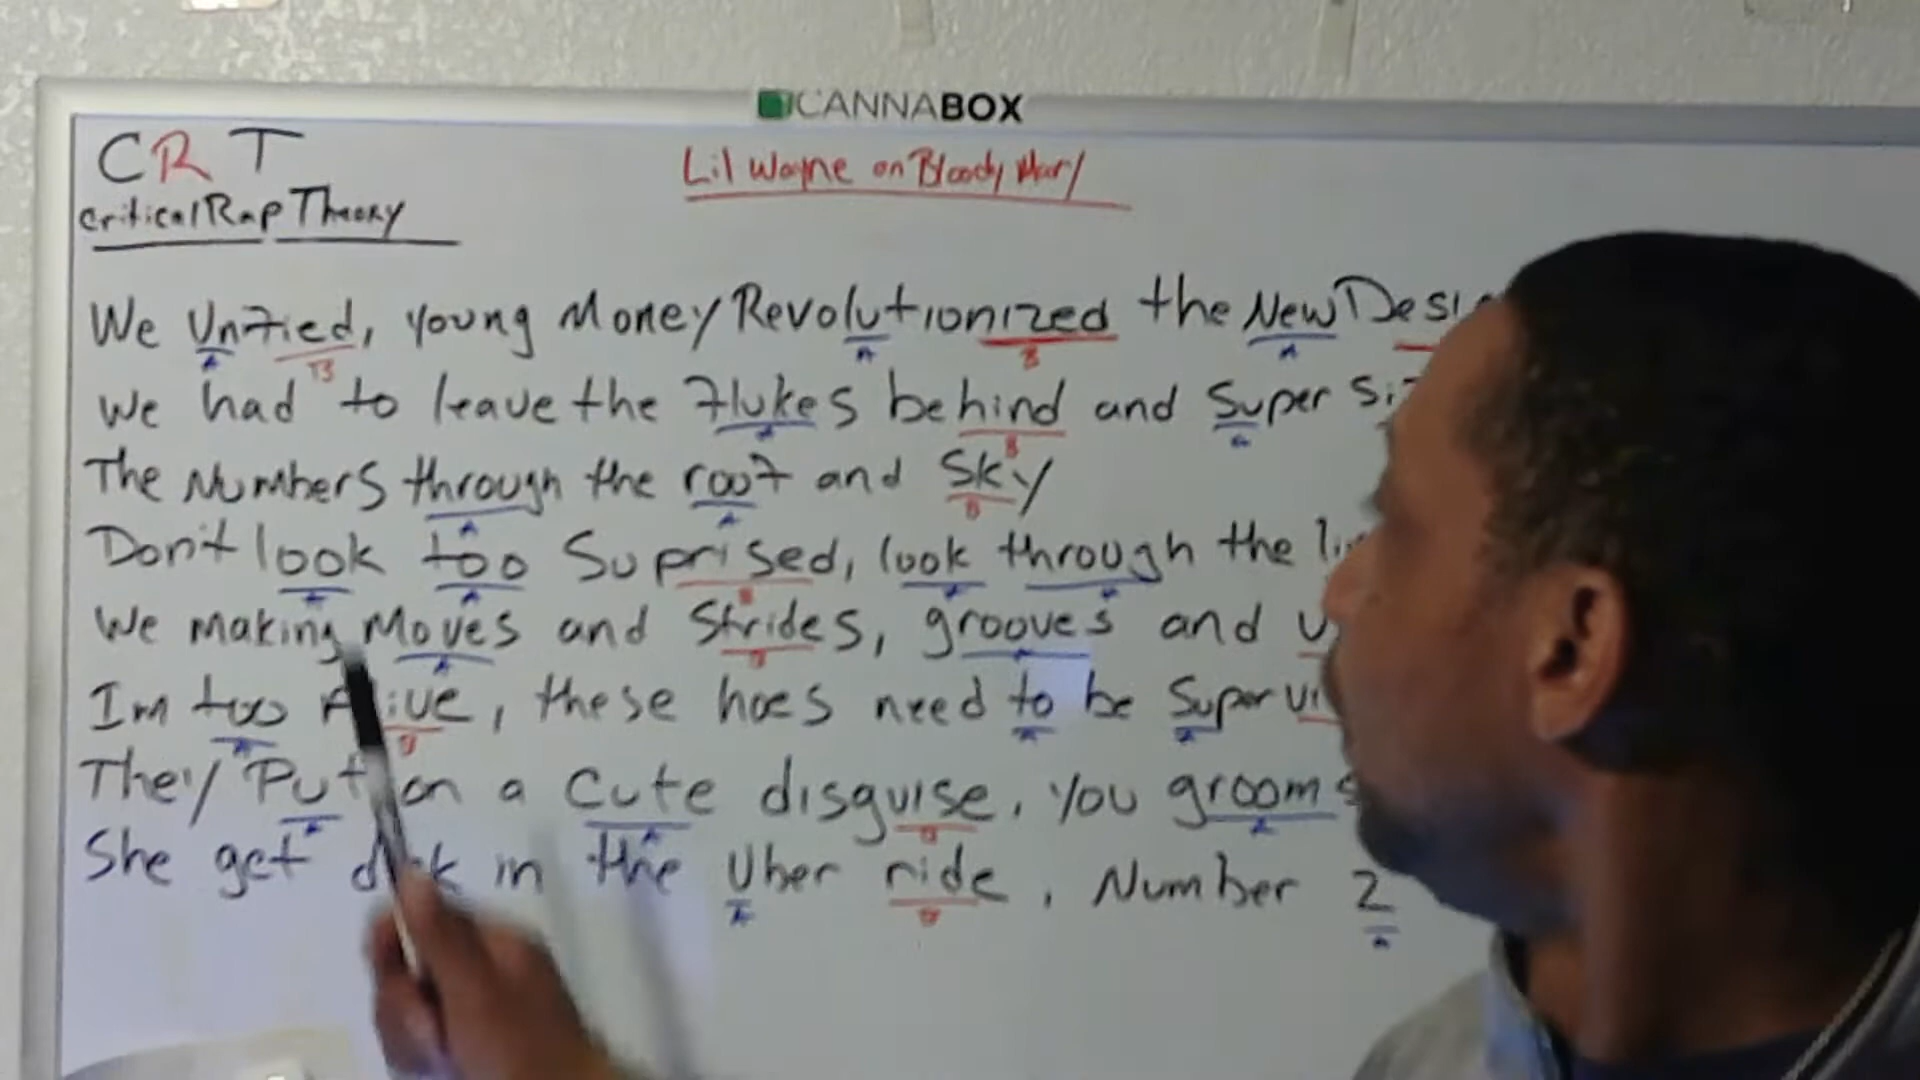 CANNABOX
CRT
Lil Wayne on Bloody Mary
Critical Rap Theory
We Unified, Young Money Revolutionized the New Desi
A B A B A
We had to leave the flukes behind and Super Si
A B A
The Numbers through the roof and Sky
A A B
Don't look too Suprised, look through the li
A A B A A
We making Moves and Strides, grooves and v
A B A
Im too Alive, these hoes need to be Supervi
A B A A
They Put on a Cute disguise, You grooms
A A B A
She get in the Uber ride, Number 2
A B A